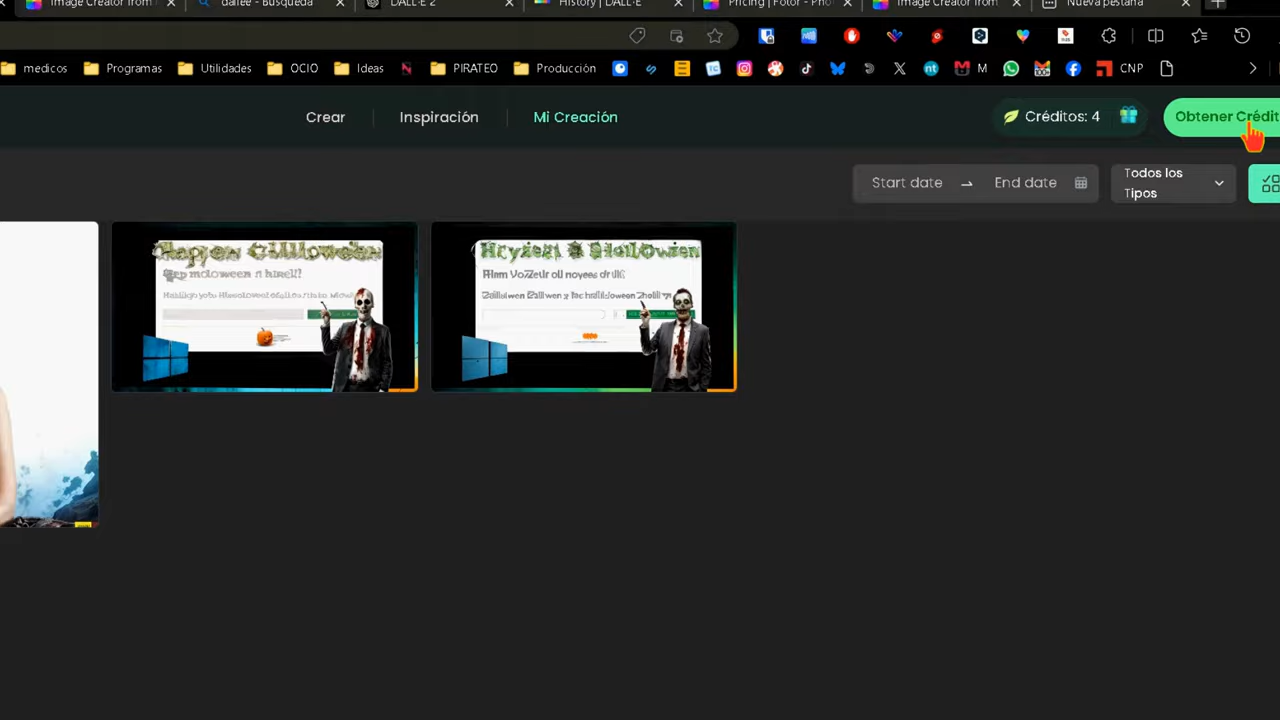 Image Creator from
dallee - Búsqueda
DALL·E 2
History | DALL·E
Pricing | Fotor - Pho
Image Creator from
Nueva pestaña
medicos
Programas
Utilidades
OCIO
Ideas
PIRATEO
Producción
M
CNP
Crear
Inspiración
Mi Creación
Créditos: 4
Obtener Crédit
Start date
End date
Todos los
Tipos